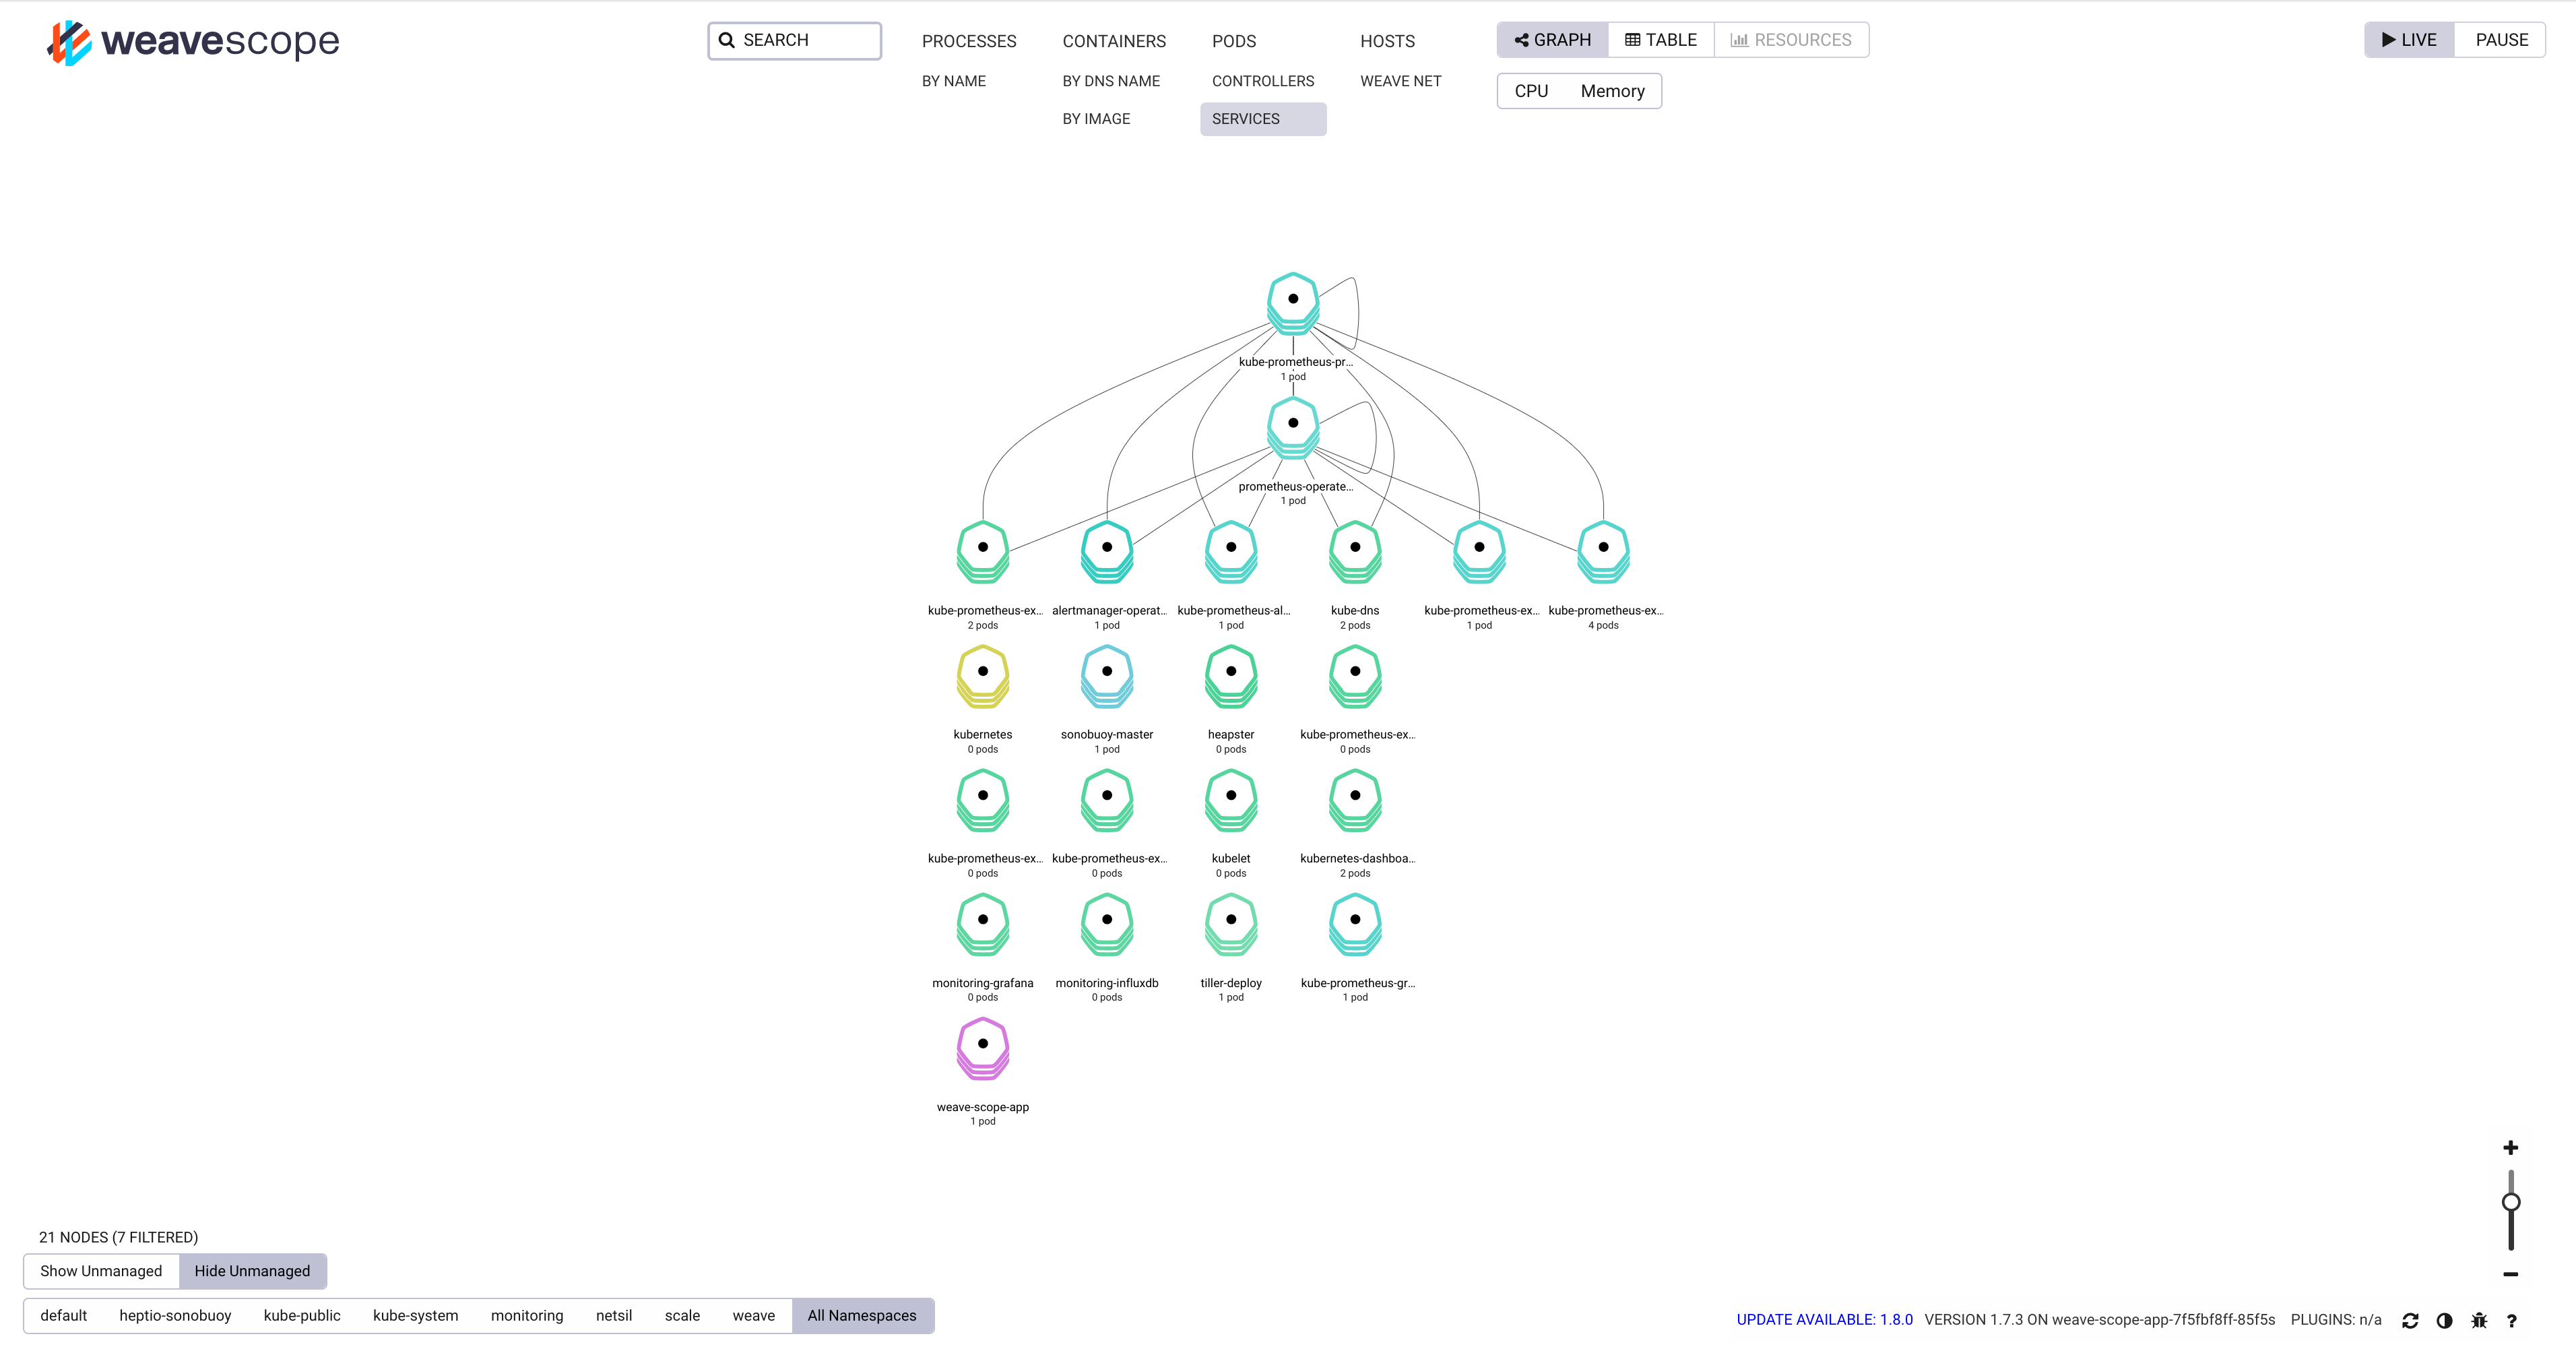 weavescope
SEARCH
PROCESSES
BY NAME
CONTAINERS
BY DNS NAME
BY IMAGE
PODS
CONTROLLERS
SERVICES
HOSTS
WEAVE NET
GRAPH
TABLE
RESOURCES
CPU
Memory
LIVE
PAUSE
kube-prometheus-pr...
1 pod
prometheus-operate...
1 pod
kube-prometheus-ex...
2 pods
alertmanager-operat...
1 pod
kube-prometheus-al...
1 pod
kube-dns
2 pods
kube-prometheus-ex...
1 pod
kube-prometheus-ex...
4 pods
kubernetes
0 pods
sonobuoy-master
1 pod
heapster
0 pods
kube-prometheus-ex...
0 pods
kube-prometheus-ex...
0 pods
kube-prometheus-ex...
0 pods
kubelet
0 pods
kubernetes-dashboa...
2 pods
monitoring-grafana
0 pods
monitoring-influxdb
0 pods
tiller-deploy
1 pod
kube-prometheus-gr...
1 pod
weave-scope-app
1 pod
21 NODES (7 FILTERED)
Show Unmanaged
Hide Unmanaged
default
heptio-sonobuoy
kube-public
kube-system
monitoring
netsil
scale
weave
All Namespaces
UPDATE AVAILABLE: 1.8.0
VERSION 1.7.3 ON weave-scope-app-7f5fbf8ff-85f5s
PLUGINS: n/a
?